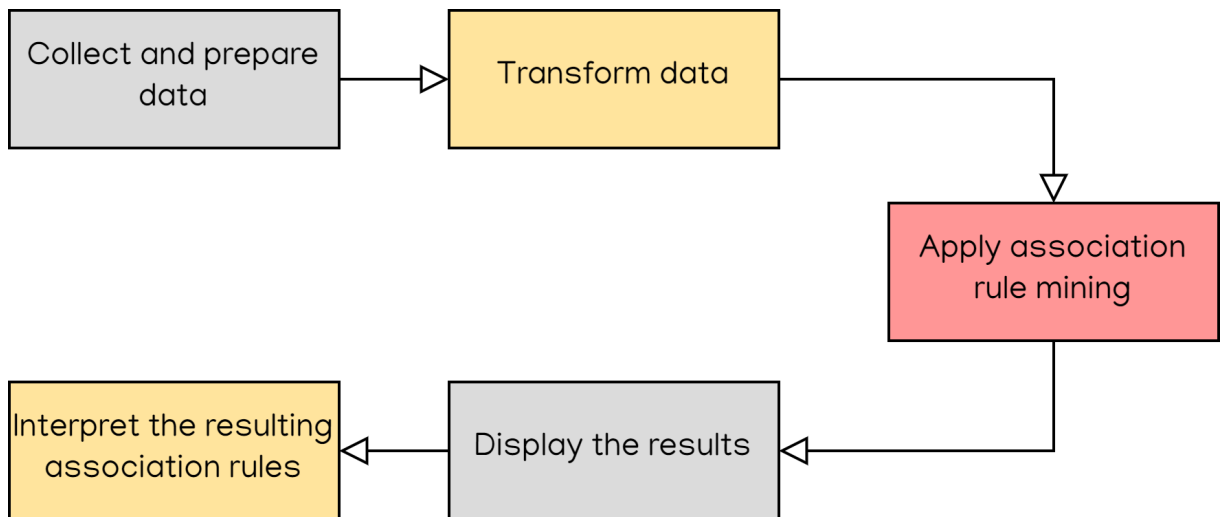 Collect and prepare
data
Transform data
Apply association
rule mining
Display the results
Interpret the resulting
association rules